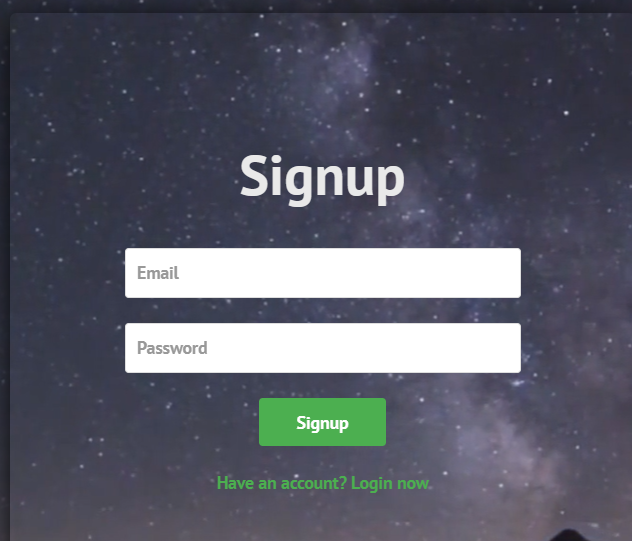 Signup
Email
Password
Signup
Have an account? Login now.